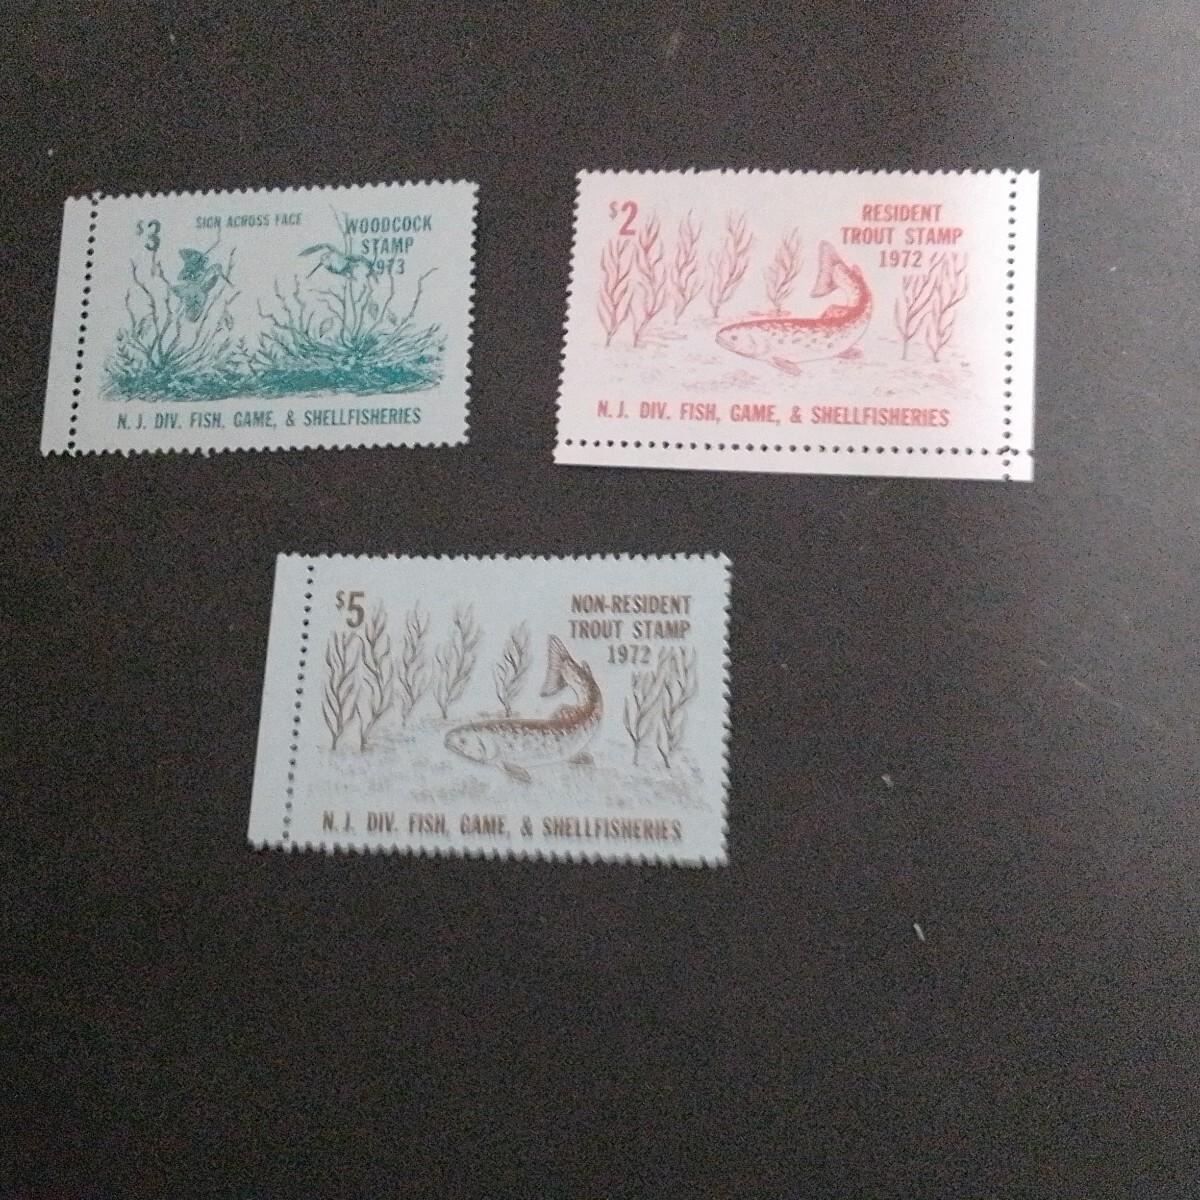 $3
SIGN ACROSS FACE
WOODCOCK
STAMP
1973
N. J. DIV. FISH, GAME, & SHELLFISHERIES
$2
RESIDENT
TROUT STAMP
1972
N. J. DIV. FISH, GAME, & SHELLFISHERIES
$5
NON-RESIDENT
TROUT STAMP
1972
N. J. DIV. FISH, GAME, & SHELLFISHERIES